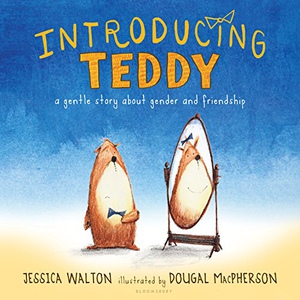 INTRODUCING
TEDDY
a gentle story about gender and friendship
JESSICA WALTON illustrated by DOUGAL MACPHERSON
BLOOMSBURY